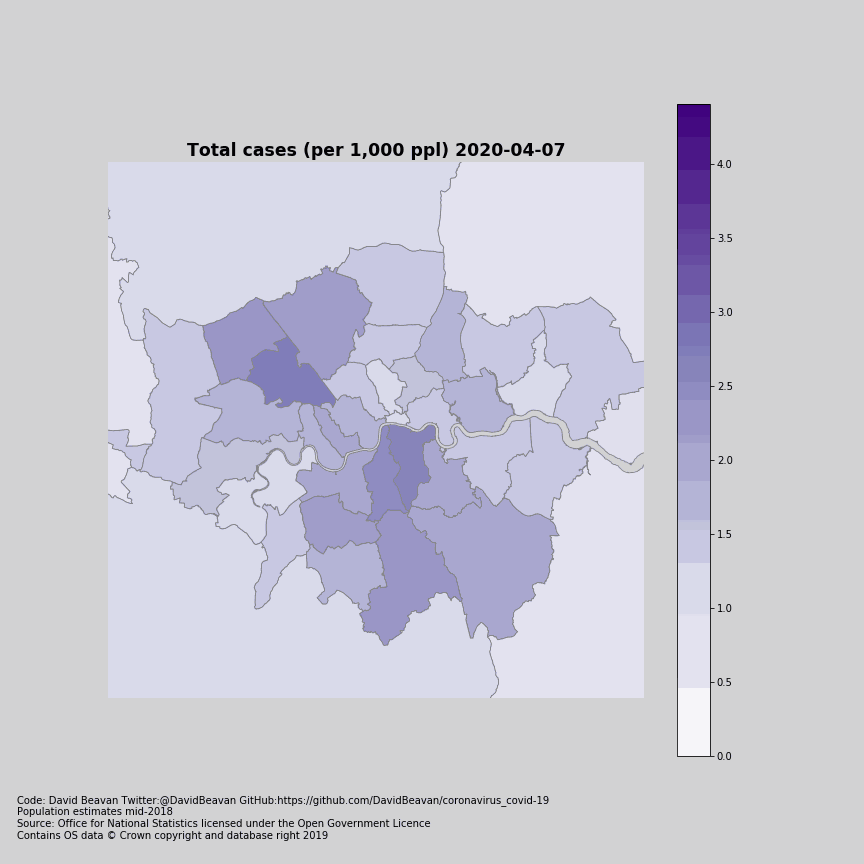 Total cases (per 1,000 ppl) 2020-04-07
4.0
3.5
3.0
2.5
2.0
1.5
1.0
0.5
0.0
Code: David Beavan Twitter:@DavidBeavan GitHub:https://github.com/DavidBeavan/coronavirus_covid-19
Population estimates mid-2018
Source: Office for National Statistics licensed under the Open Government Licence
Contains OS data © Crown copyright and database right 2019